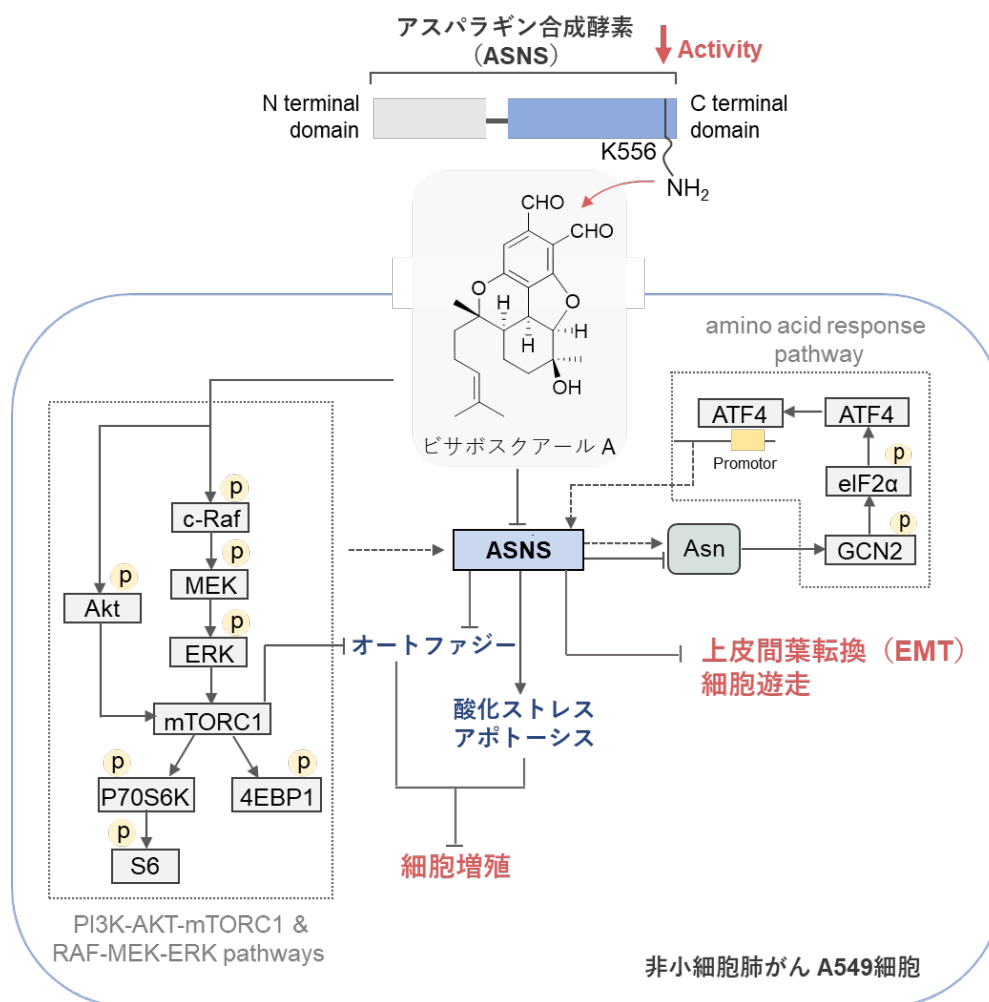 アスパラギン合成酵素
（ASNS）
Activity
N terminal
domain
C terminal
domain
K556
NH2
CHO
CHO
O
O
H
H
H
OH
ビサボスクアール A
amino acid response
pathway
ATF4
ATF4
Promotor
p
eIF2α
p
GCN2
p
c-Raf
p
MEK
p
Akt
p
ERK
mTORC1
p
P70S6K
p
4EBP1
p
S6
PI3K-AKT-mTORC1 &
RAF-MEK-ERK pathways
ASNS
Asn
オートファジー
酸化ストレス
アポトーシス
上皮間葉転換（EMT）
細胞遊走
細胞増殖
非小細胞肺がん A549細胞